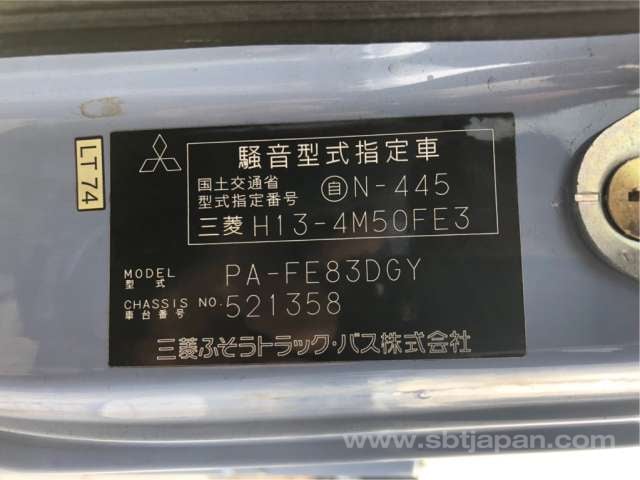 LT 74
騒音型式指定車
国土交通省
型式指定番号 自N-445
三菱 H13-4M50FE3
MODEL
型式 PA-FE83DGY
CHASSIS NO.
車台番号 521358
三菱ふそうトラック・バス株式会社
www.sbtjapan.com